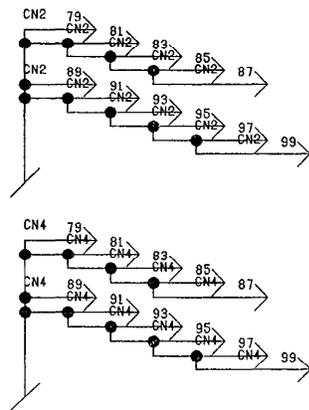 CN2 79
CN2 81
CN2 83
CN2 85
CN2 87
CN2 89
CN2 91
CN2 93
CN2 95
CN2 97
CN2 99
CN4 79
CN4 81
CN4 83
CN4 85
CN4 87
CN4 89
CN4 91
CN4 93
CN4 95
CN4 97
CN4 99